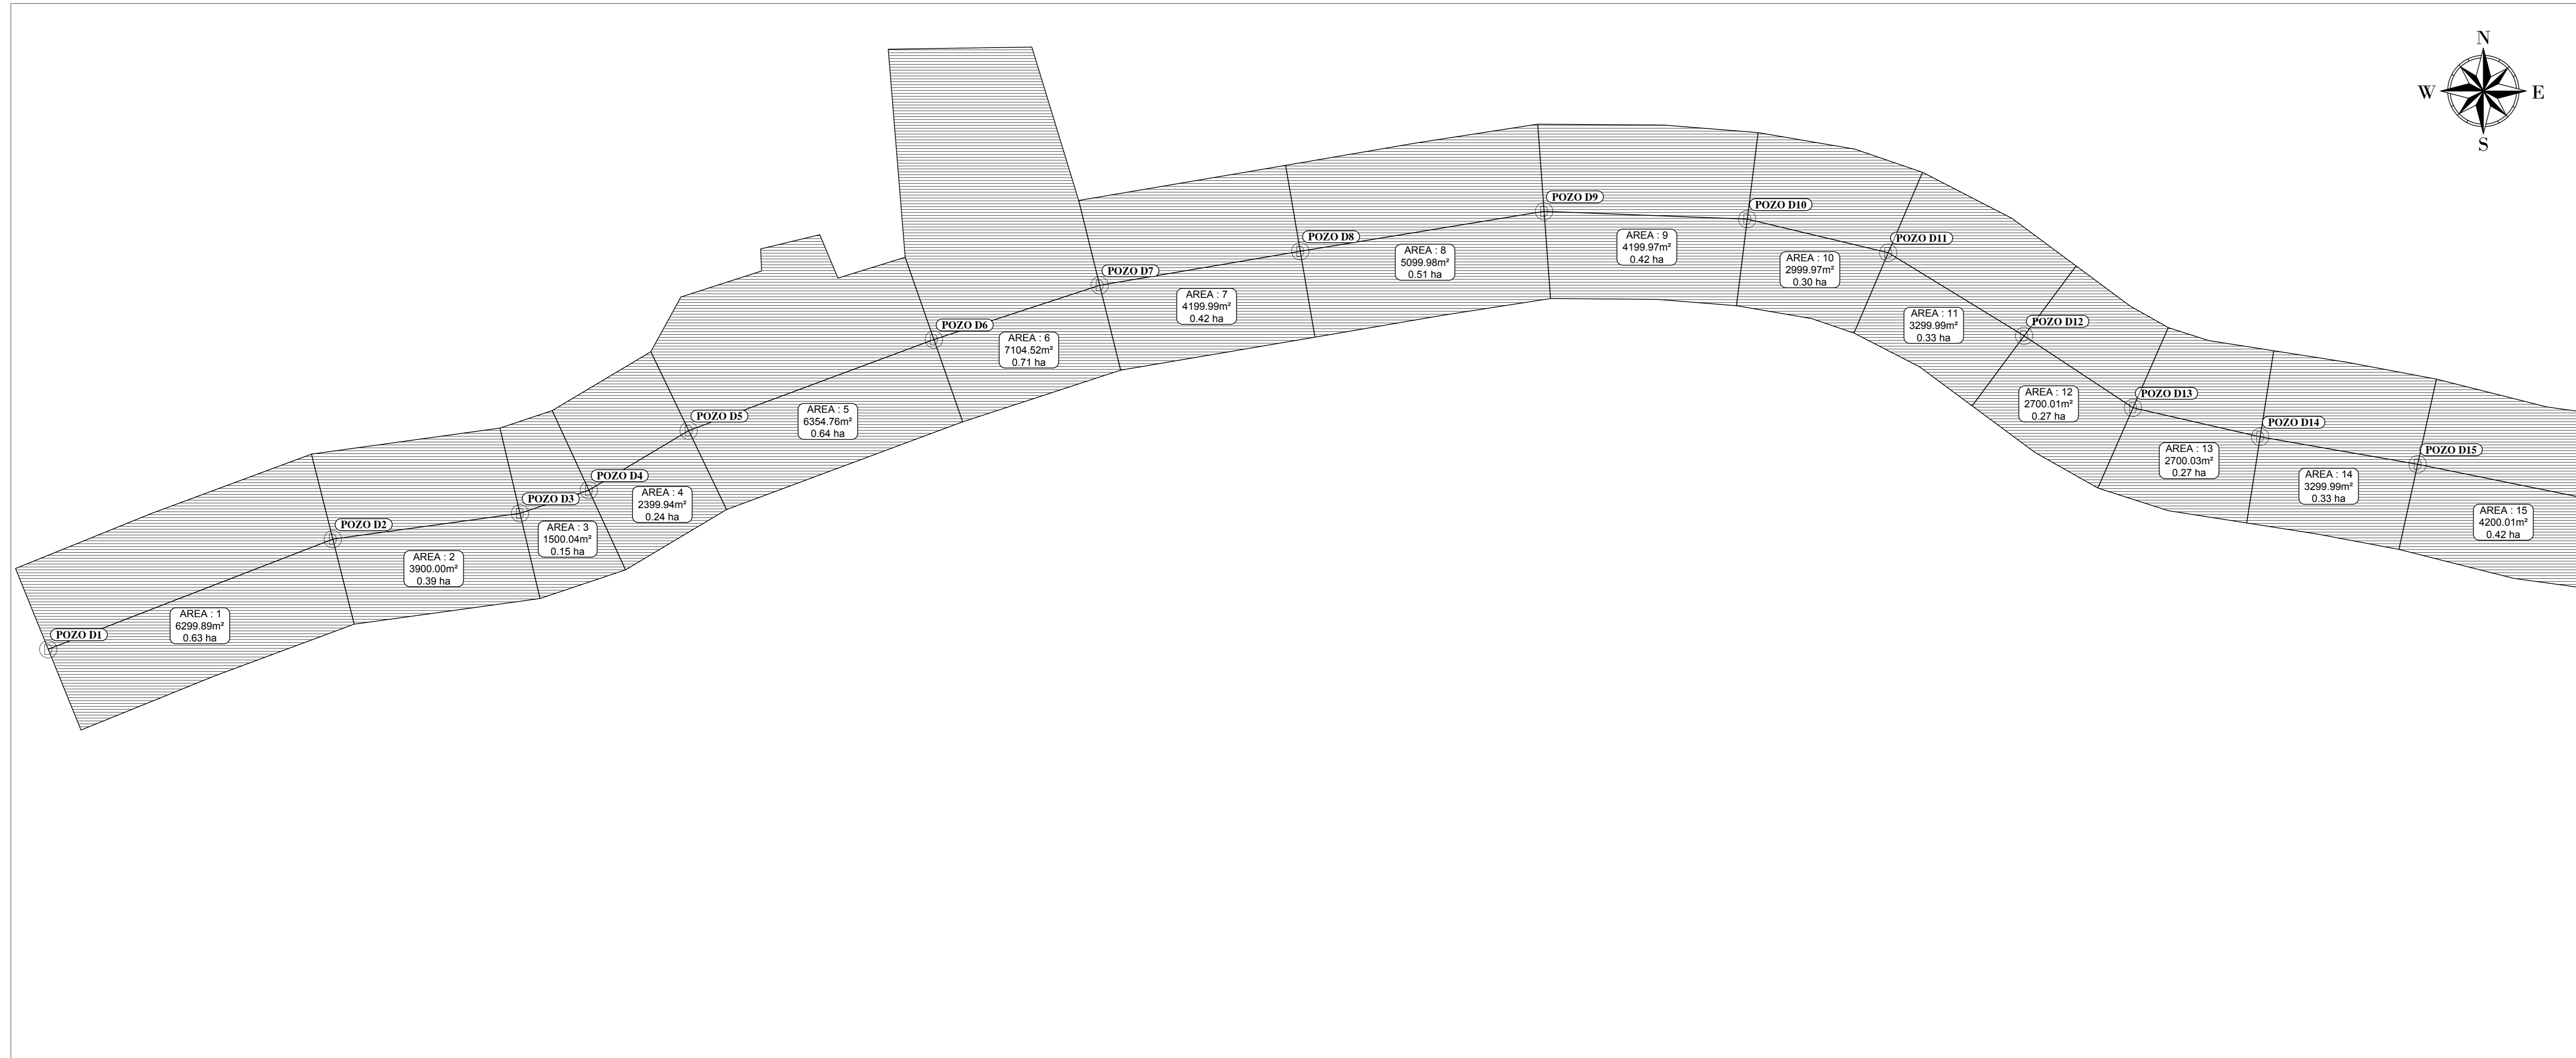 N
W
E
S
POZO D1
AREA : 1
6299.89m²
0.63 ha
POZO D2
AREA : 2
3900.00m²
0.39 ha
POZO D3
AREA : 3
1500.04m²
0.15 ha
POZO D4
AREA : 4
2399.94m²
0.24 ha
POZO D5
AREA : 5
6354.76m²
0.64 ha
POZO D6
AREA : 6
7104.52m²
0.71 ha
POZO D7
AREA : 7
4199.99m²
0.42 ha
POZO D8
AREA : 8
5099.98m²
0.51 ha
POZO D9
AREA : 9
4199.97m²
0.42 ha
POZO D10
AREA : 10
2999.97m²
0.30 ha
POZO D11
AREA : 11
3299.99m²
0.33 ha
POZO D12
AREA : 12
2700.01m²
0.27 ha
POZO D13
AREA : 13
2700.03m²
0.27 ha
POZO D14
AREA : 14
3299.99m²
0.33 ha
POZO D15
AREA : 15
4200.01m²
0.42 ha